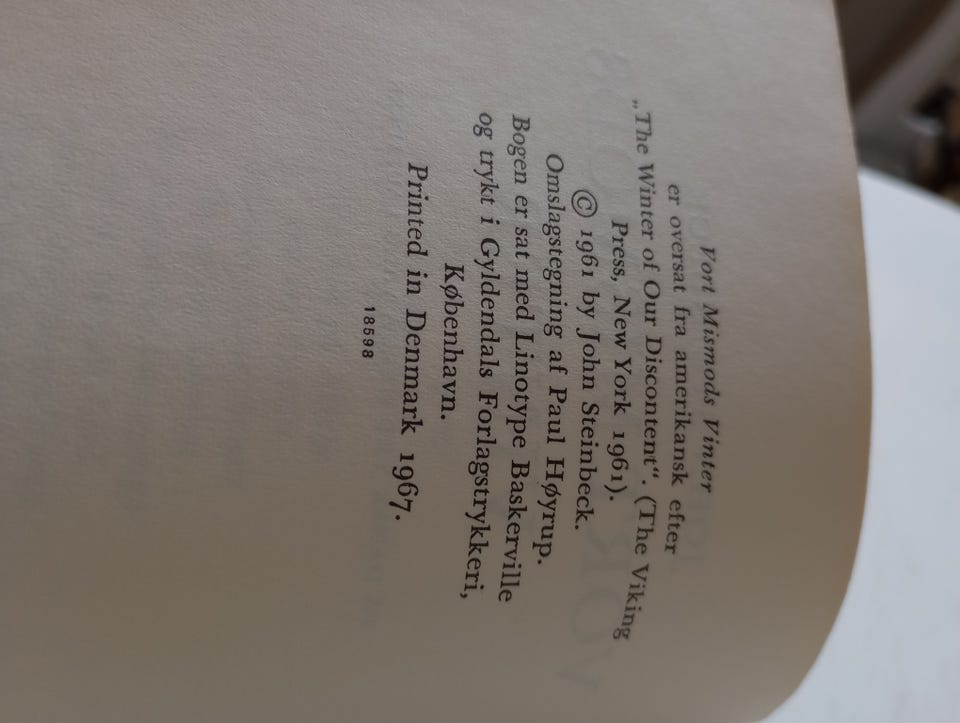 Vort Mismods Vinter
er oversat fra amerikansk efter
„The Winter of Our Discontent“. (The Viking
Press, New York 1961).
© 1961 by John Steinbeck.
Omslagstegning af Paul Høyrup.
Bogen er sat med Linotype Baskerville
og trykt i Gyldendals Forlagstrykkeri,
København.
Printed in Denmark 1967.
18598